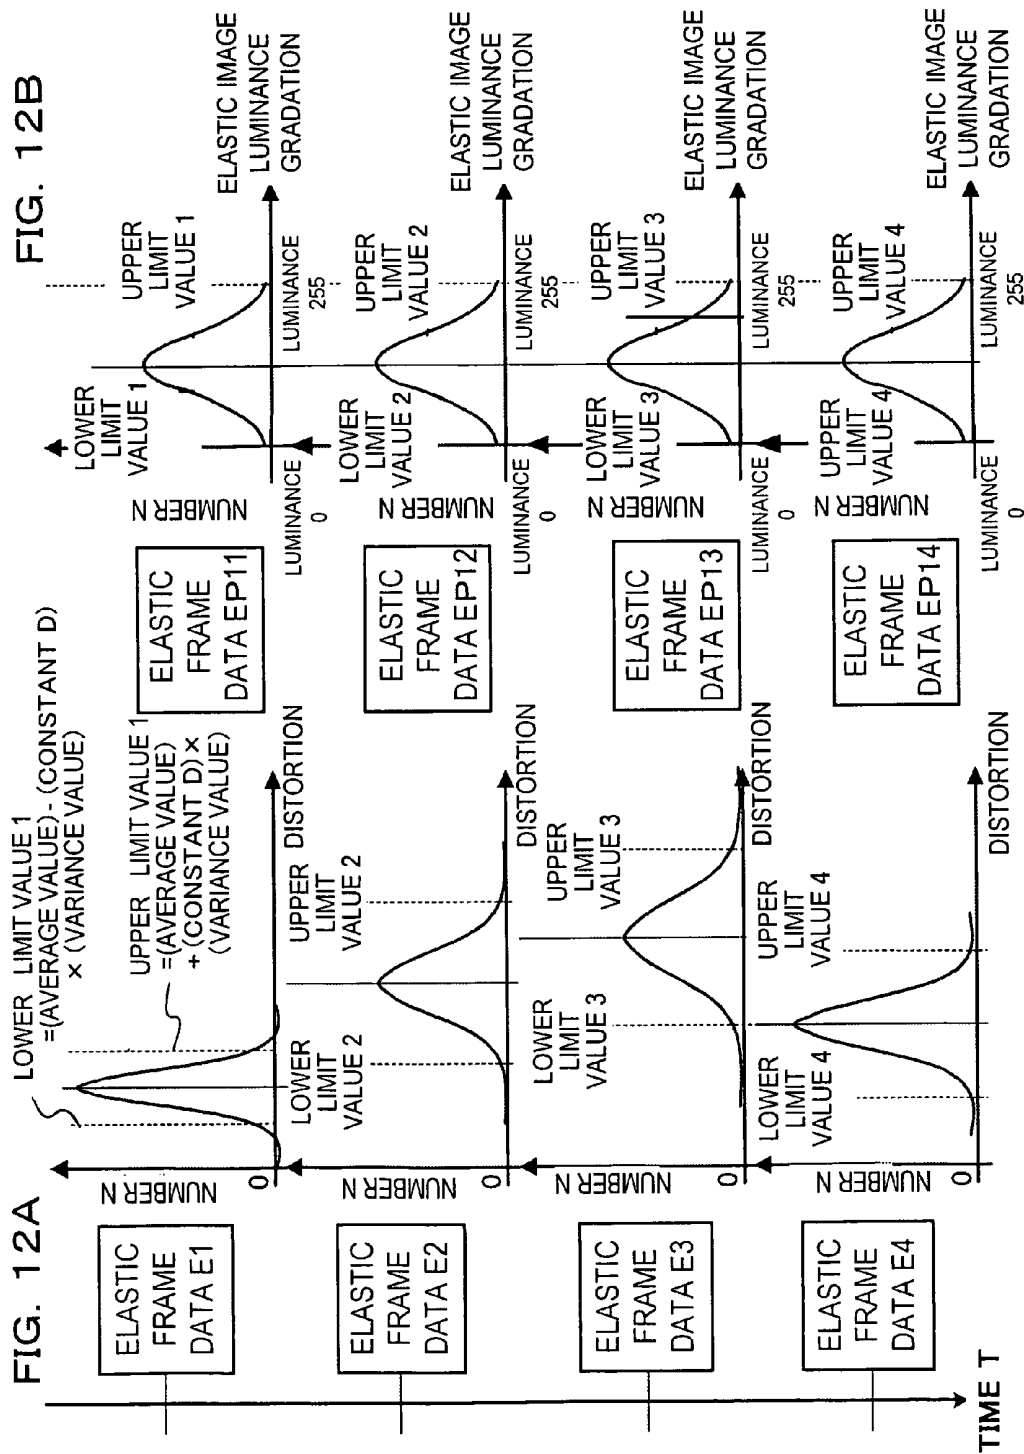 FIG. 12A
ELASTIC
FRAME
DATA E1
NUMBER N
0
LOWER LIMIT VALUE 1
=(AVERAGE VALUE) - (CONSTANT D)
× (VARIANCE VALUE)
UPPER LIMIT VALUE 1
=(AVERAGE VALUE)
+ (CONSTANT D) ×
(VARIANCE VALUE)
DISTORTION
ELASTIC
FRAME
DATA E2
NUMBER N
0
LOWER
LIMIT
VALUE 2
UPPER
LIMIT
VALUE 2
DISTORTION
ELASTIC
FRAME
DATA E3
NUMBER N
0
LOWER
LIMIT
VALUE 3
UPPER
LIMIT
VALUE 3
DISTORTION
ELASTIC
FRAME
DATA E4
NUMBER N
0
LOWER
LIMIT
VALUE 4
UPPER
LIMIT
VALUE 4
DISTORTION
TIME T
FIG. 12B
ELASTIC
FRAME
DATA EP11
NUMBER N
LOWER
LIMIT
VALUE 1
UPPER
LIMIT
VALUE 1
LUMINANCE
0
LUMINANCE
255
ELASTIC IMAGE
LUMINANCE
GRADATION
ELASTIC
FRAME
DATA EP12
NUMBER N
LOWER
LIMIT
VALUE 2
UPPER
LIMIT
VALUE 2
LUMINANCE
0
LUMINANCE
255
ELASTIC IMAGE
LUMINANCE
GRADATION
ELASTIC
FRAME
DATA EP13
NUMBER N
LOWER
LIMIT
VALUE 3
UPPER
LIMIT
VALUE 3
LUMINANCE
0
LUMINANCE
255
ELASTIC IMAGE
LUMINANCE
GRADATION
ELASTIC
FRAME
DATA EP14
NUMBER N
UPPER
LIMIT
VALUE 4
UPPER
LIMIT
VALUE 4
LUMINANCE
0
LUMINANCE
255
ELASTIC IMAGE
LUMINANCE
GRADATION